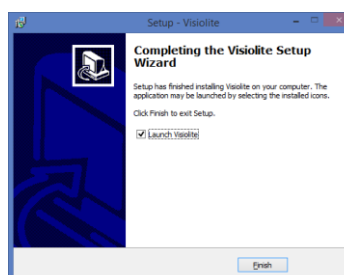 Setup - Visiolite
Completing the Visiolite Setup
Wizard
Setup has finished installing Visiolite on your computer. The
application may be launched by selecting the installed icons.
Click Finish to exit Setup.
Launch Visiolite
Finish